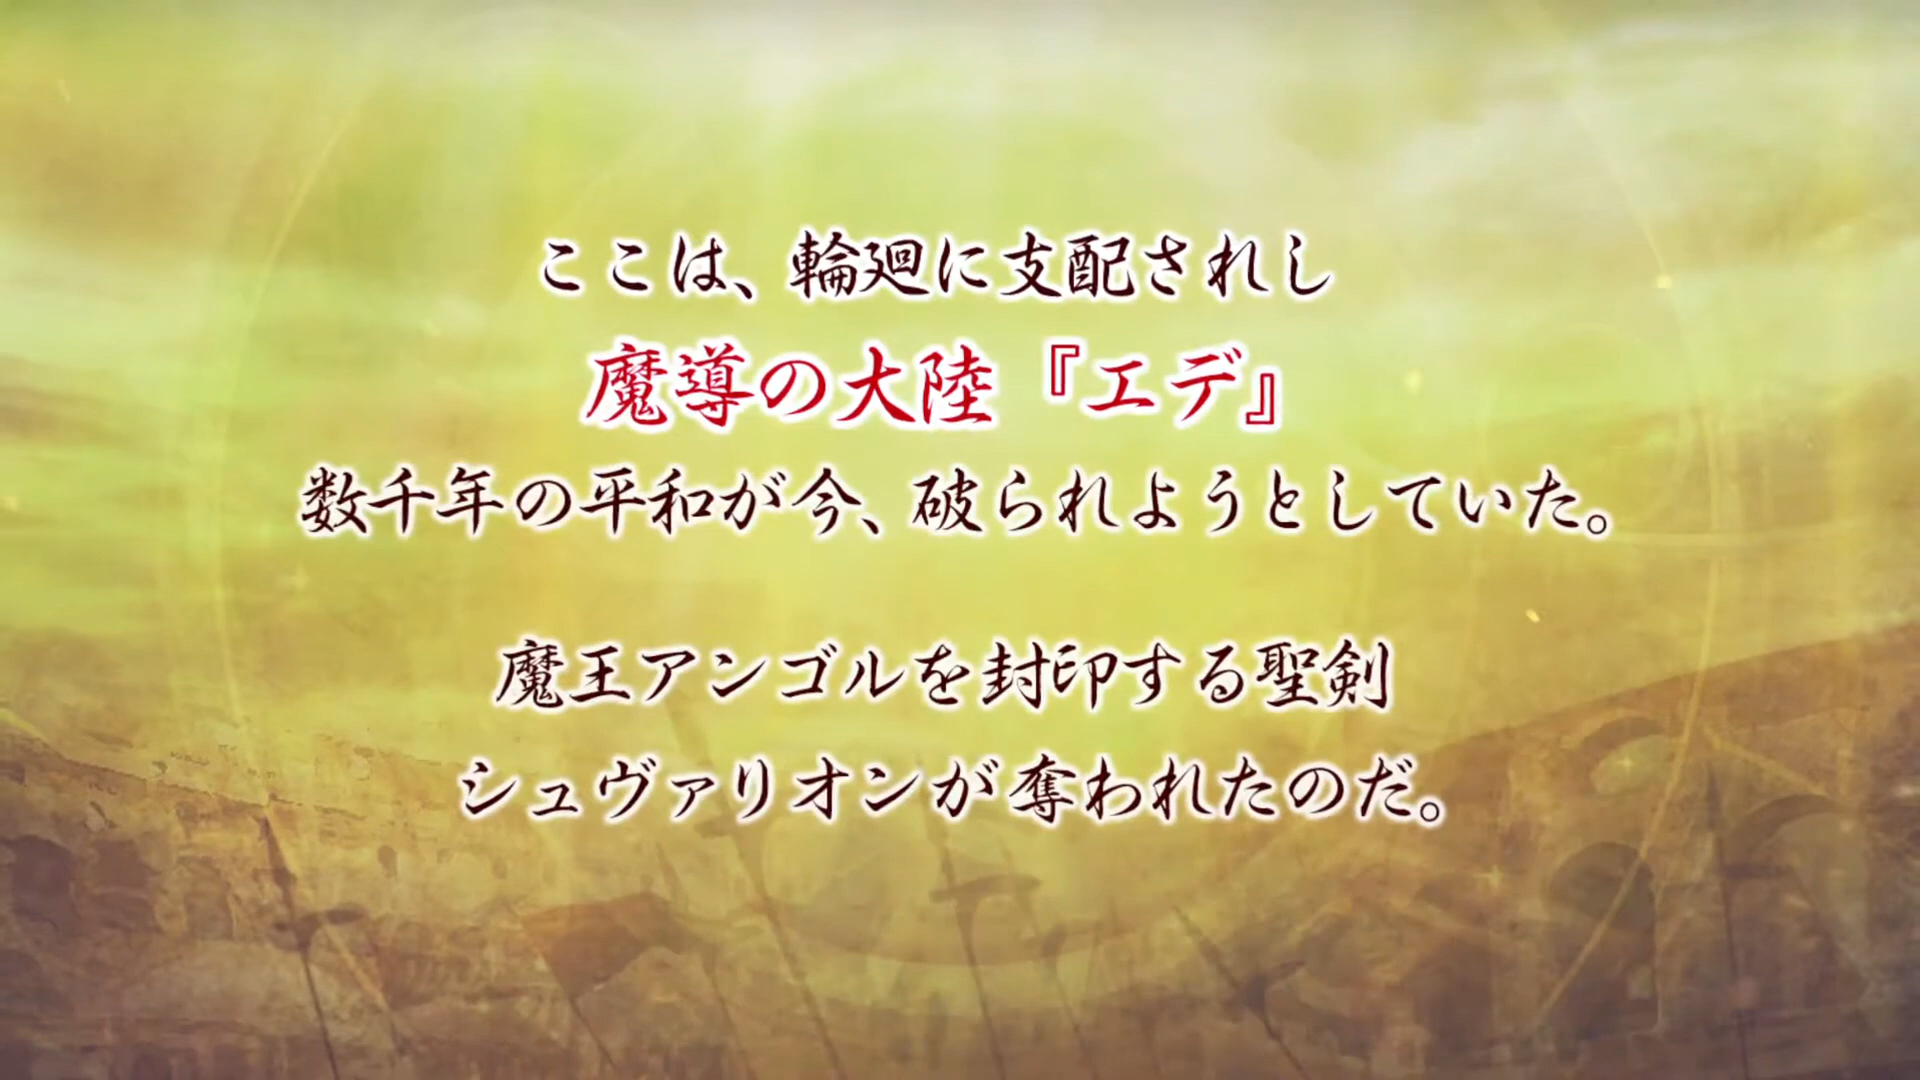 ここは、輪廻に支配されし
魔導の大陸『エデ』
数千年の平和が今、破られようとしていた。
魔王アンゴルを封印する聖剣
シュヴァリオンが奪われたのだ。